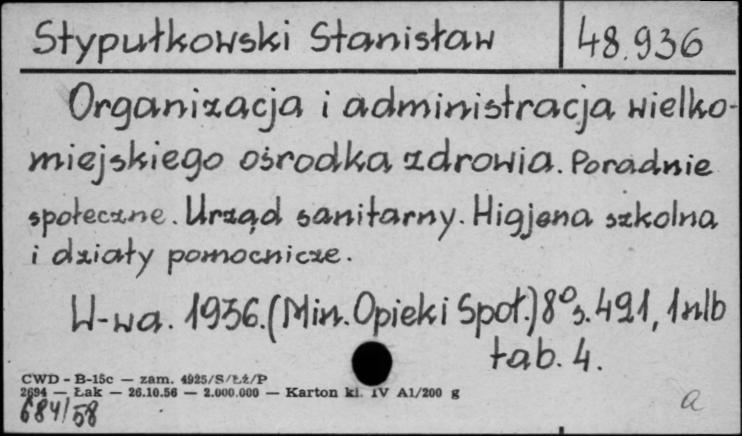 Stypułkowski Stanisław 48.936
Organizacja i administracja wielko-
miejskiego ośrodka zdrowia. Poradnie
społeczne. Urząd sanitarny. Higjena szkolna
i działy pomocnicze.
W-wa. 1936. (Min. Opieki Społ.) 8° s. 491, 1 nlb
tab. 4.
CWD - B-15c — zam. 4925/S/Łż/P
2694 — Łak — 26.10.56 — 2.000.000 — Karton kl. IV A1/200 g
684/58
a